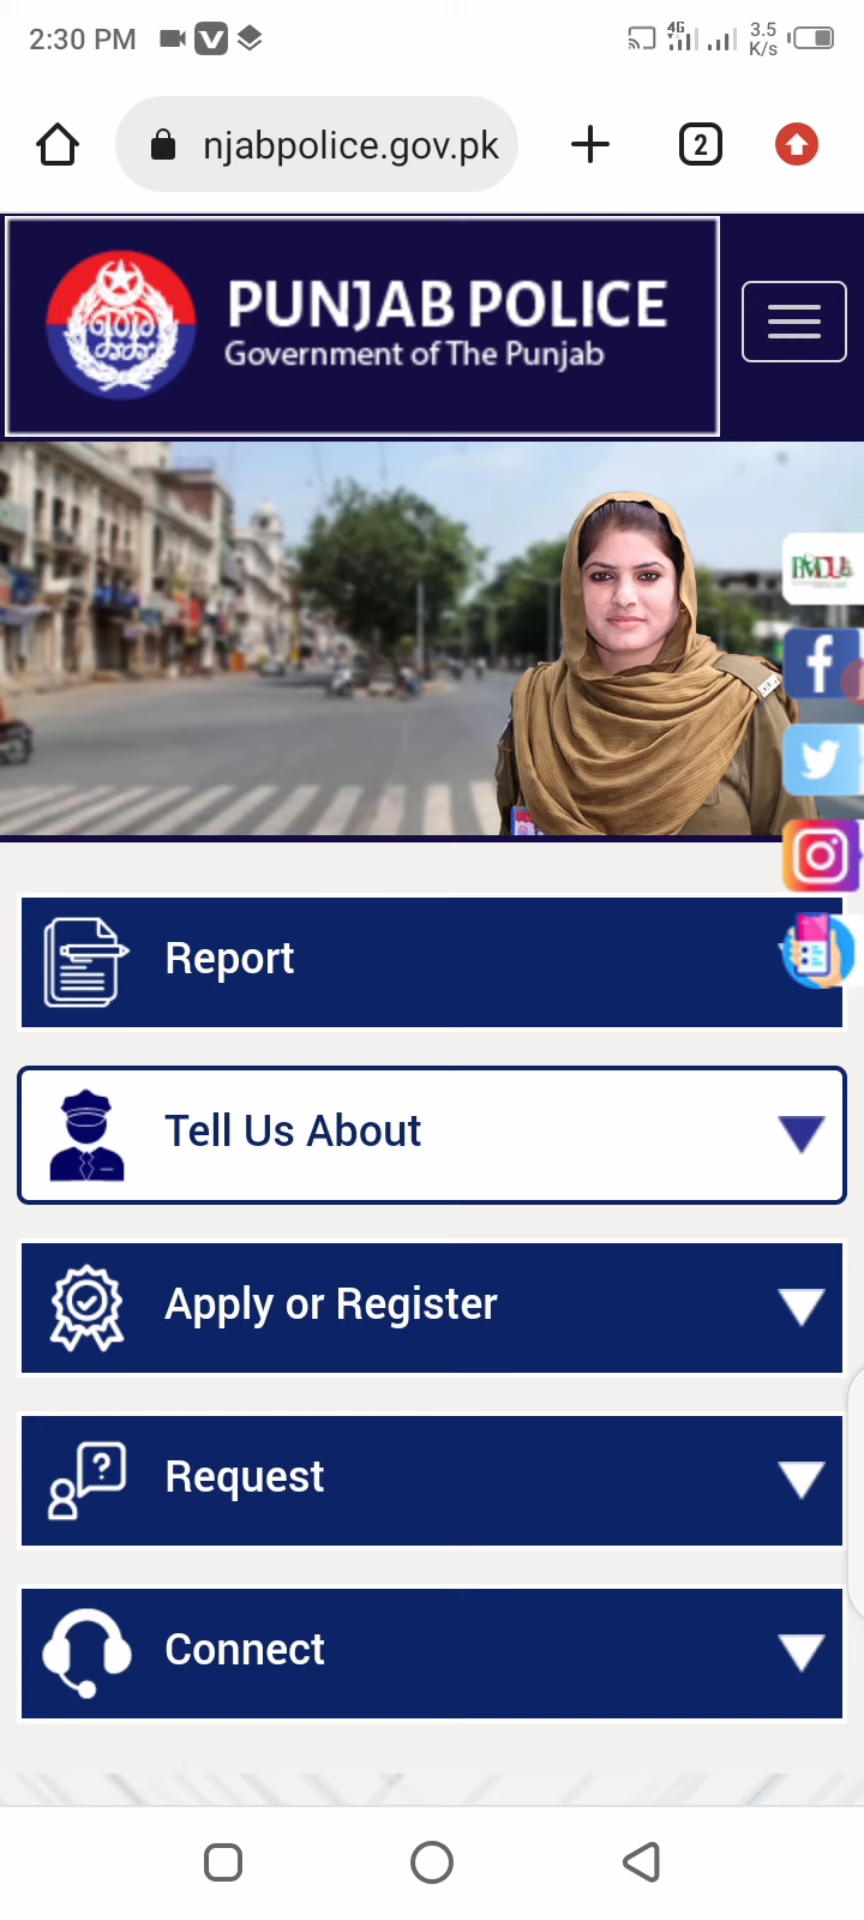 2:30 PM
4G
3.5
K/s
njabpolice.gov.pk
2
PUNJAB POLICE
Government of The Punjab
Report
Tell Us About
Apply or Register
Request
Connect